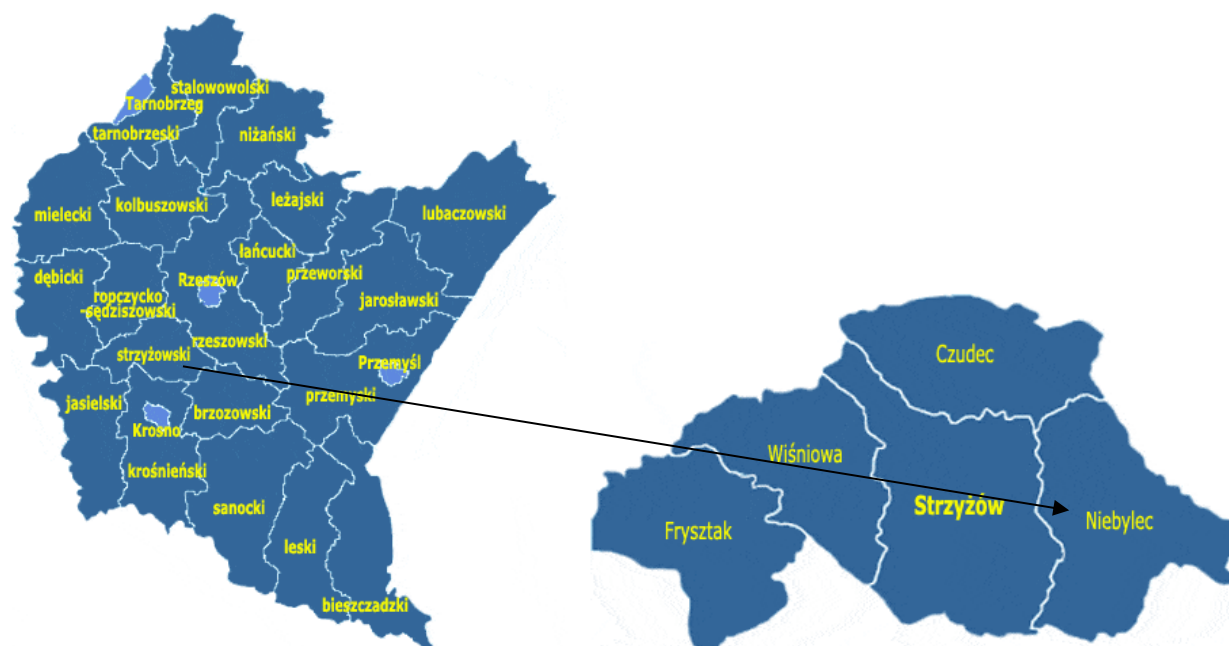 stalowowolski
Tarnobrzeg
tarnobrzeski
niżański
mielecki
kolbuszowski
leżajski
lubaczowski
łańcucki
dębicki
Rzeszów
przeworski
ropczycko
-sędziszowski
jarosławski
rzeszowski
strzyżowski
Przemyśl
przemyski
jasielski
brzozowski
Krosno
krośnieński
sanocki
leski
bieszczadzki
Czudec
Wiśniowa
Strzyżów
Frysztak
Niebylec